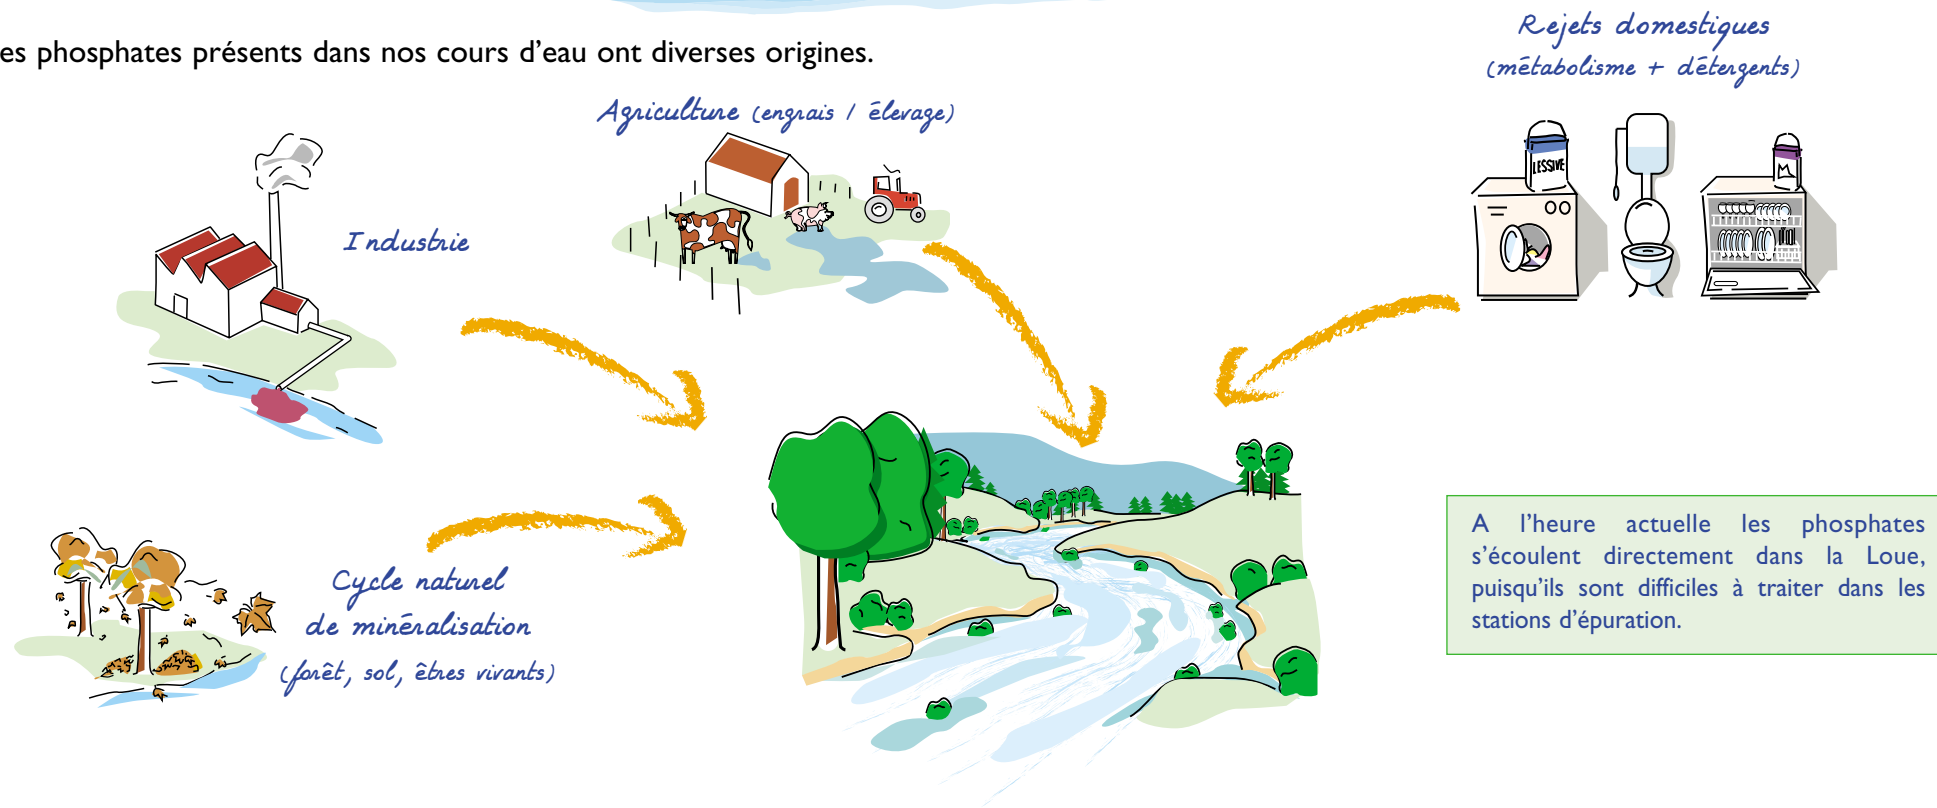 es phosphates présents dans nos cours d'eau ont diverses origines.
Rejets domestiques
(métabolisme + détergents)
Agriculture (engrais / élevage)
LESSIVE
Industrie
Cycle naturel
de minéralisation
(forêt, sol, êtres vivants)
A l'heure actuelle les phosphates
s'écoulent directement dans la Loue,
puisqu'ils sont difficiles à traiter dans les
stations d'épuration.